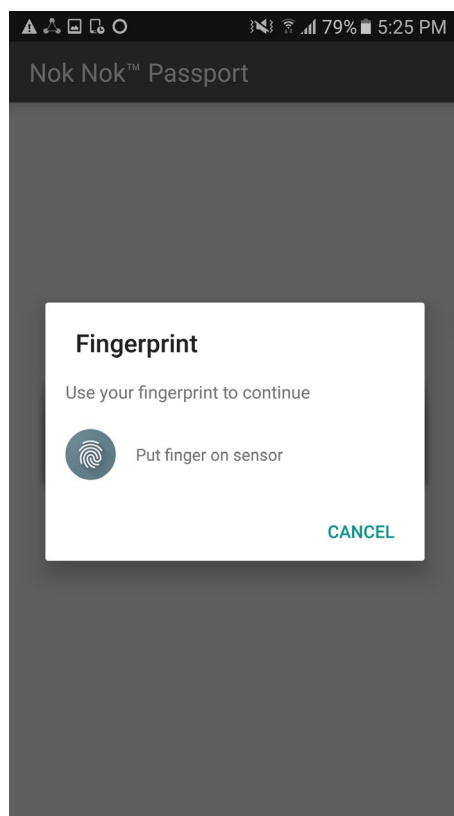 79% 5:25 PM
Nok Nok™ Passport
Fingerprint
Use your fingerprint to continue
Put finger on sensor
CANCEL